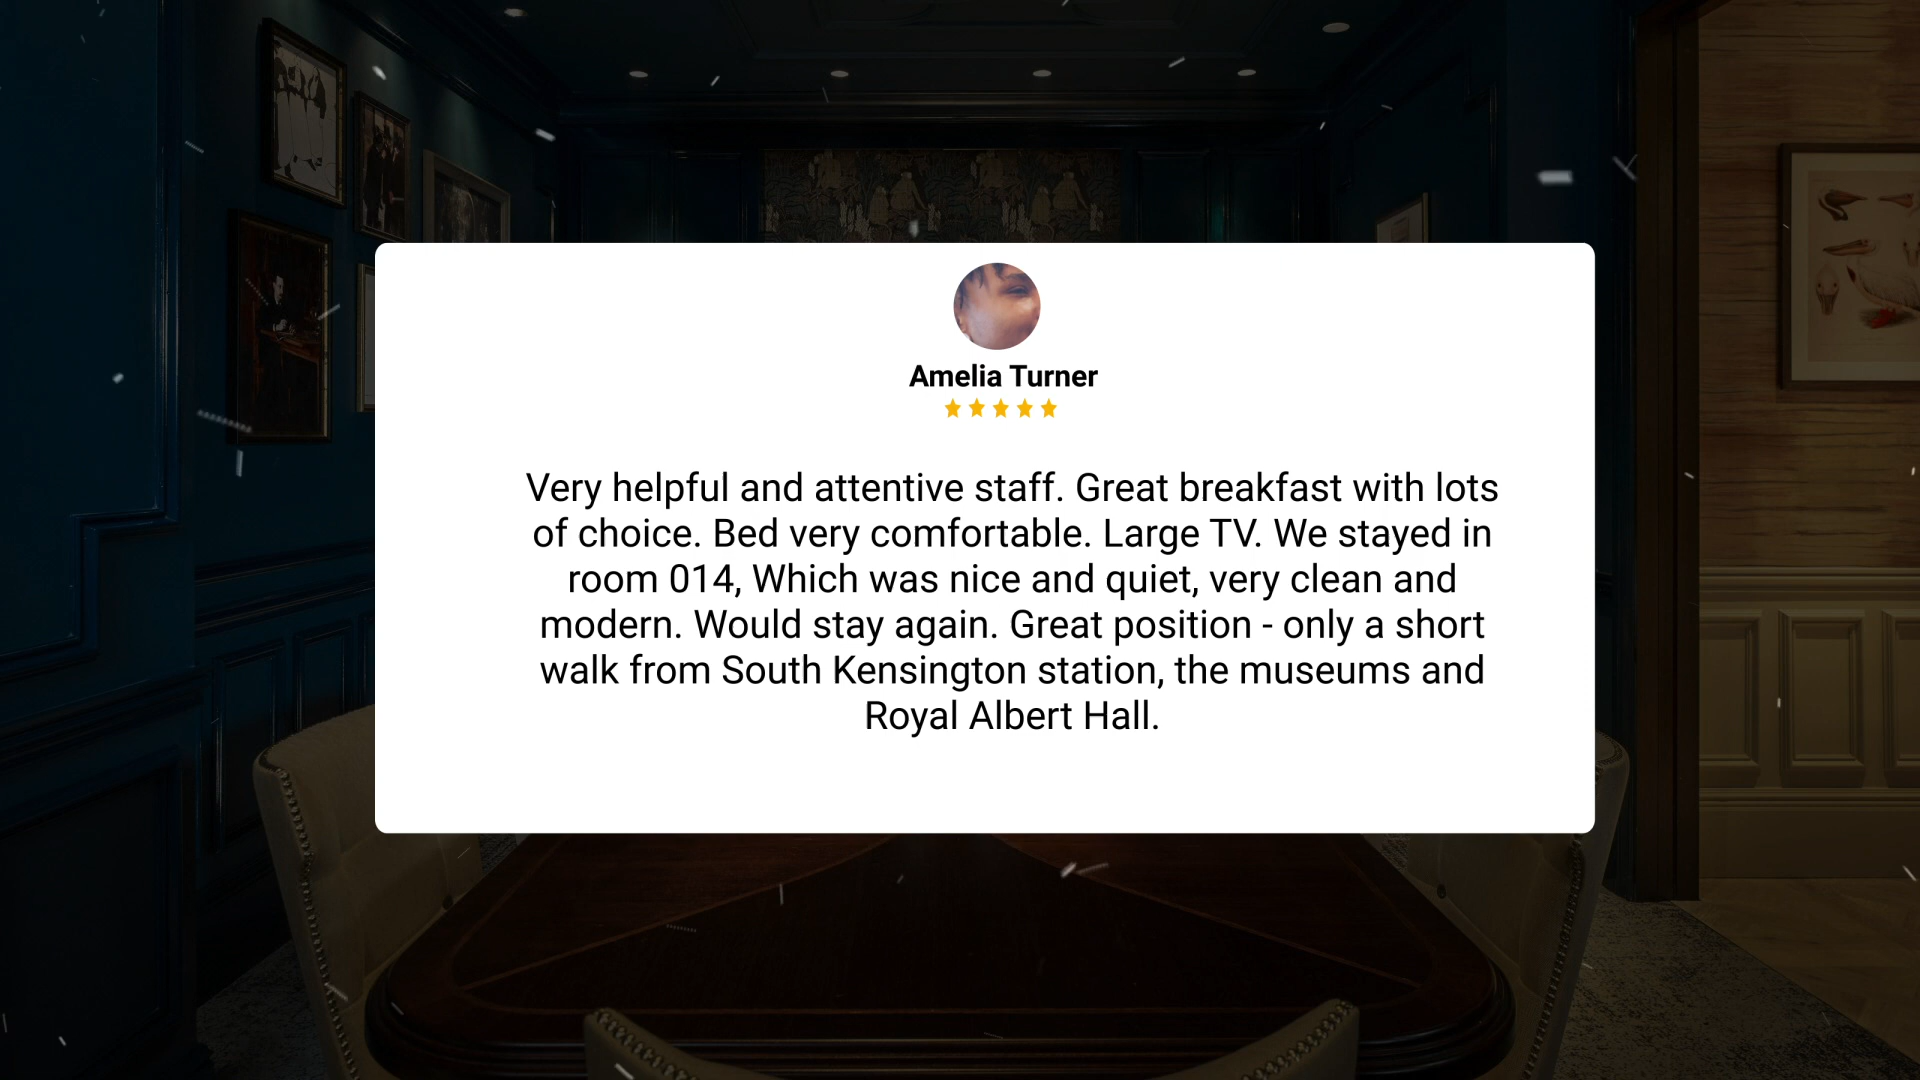 Amelia Turner
Very helpful and attentive staff. Great breakfast with lots
of choice. Bed very comfortable. Large TV. We stayed in
room 014, Which was nice and quiet, very clean and
modern. Would stay again. Great position - only a short
walk from South Kensington station, the museums and
Royal Albert Hall.